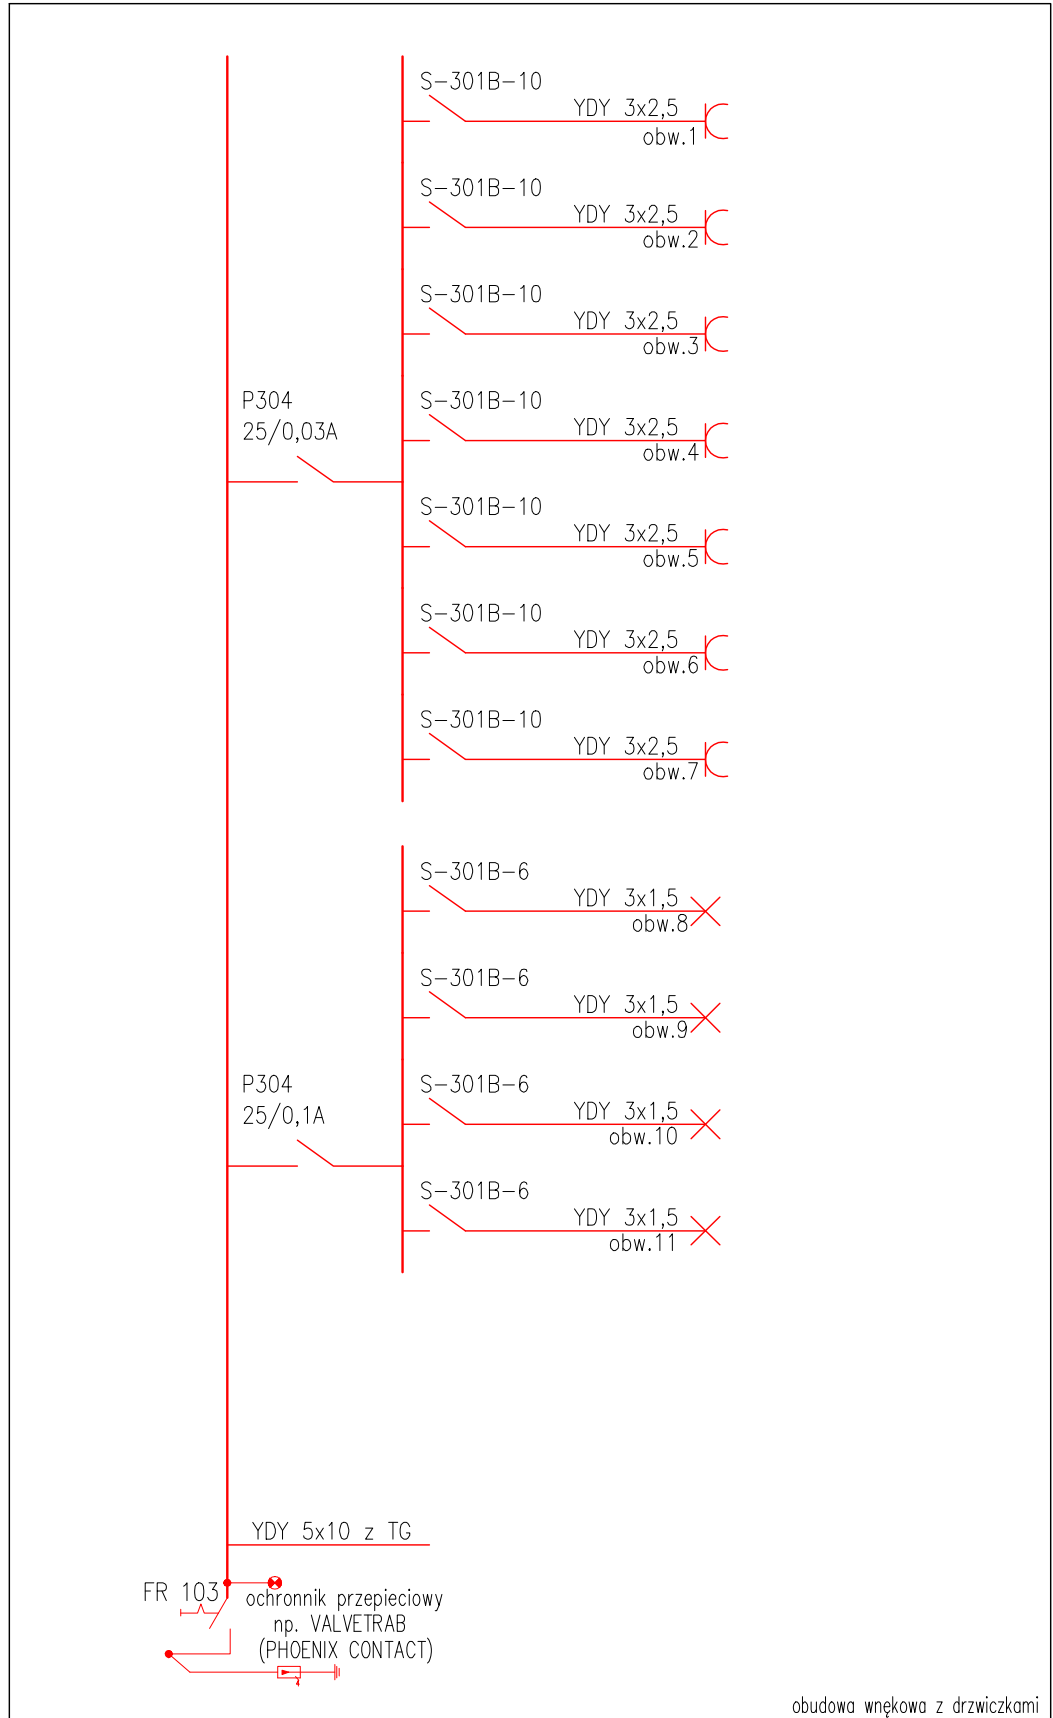 S-301B-10
YDY 3x2,5
obw.1
S-301B-10
YDY 3x2,5
obw.2
S-301B-10
YDY 3x2,5
obw.3
P304
25/0,03A
S-301B-10
YDY 3x2,5
obw.4
S-301B-10
YDY 3x2,5
obw.5
S-301B-10
YDY 3x2,5
obw.6
S-301B-10
YDY 3x2,5
obw.7
S-301B-6
YDY 3x1,5
obw.8
S-301B-6
YDY 3x1,5
obw.9
P304
25/0,1A
S-301B-6
YDY 3x1,5
obw.10
S-301B-6
YDY 3x1,5
obw.11
YDY 5x10 z TG
FR 103
ochronnik przepieciowy
np. VALVETRAB
(PHOENIX CONTACT)
obudowa wnękowa z drzwiczkami